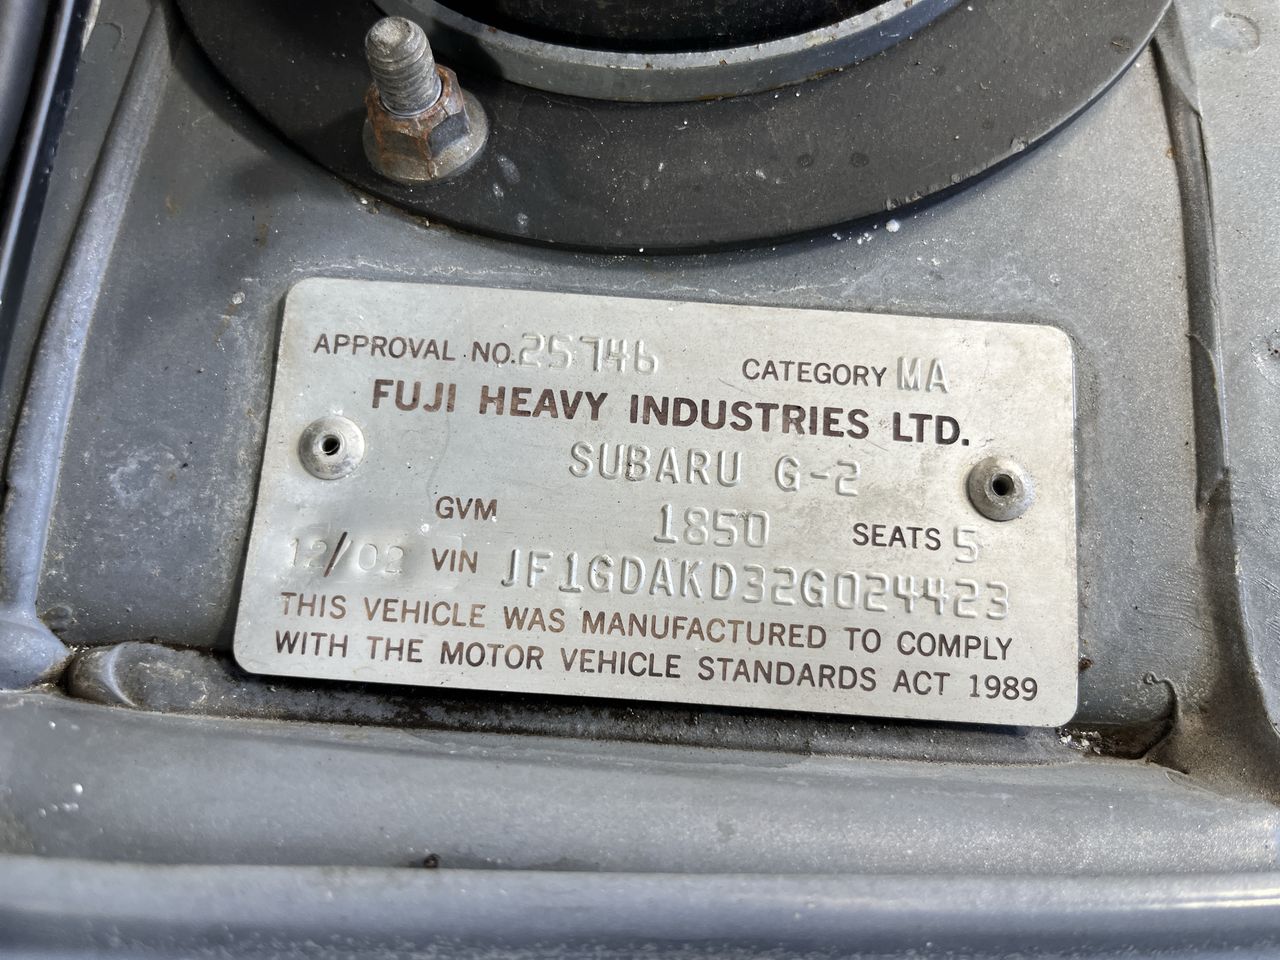 APPROVAL NO. 25746 CATEGORY MA
FUJI HEAVY INDUSTRIES LTD.
SUBARU G-2
GVM 1850 SEATS 5
12/02 VIN JF1GDAKD32G024423
THIS VEHICLE WAS MANUFACTURED TO COMPLY
WITH THE MOTOR VEHICLE STANDARDS ACT 1989